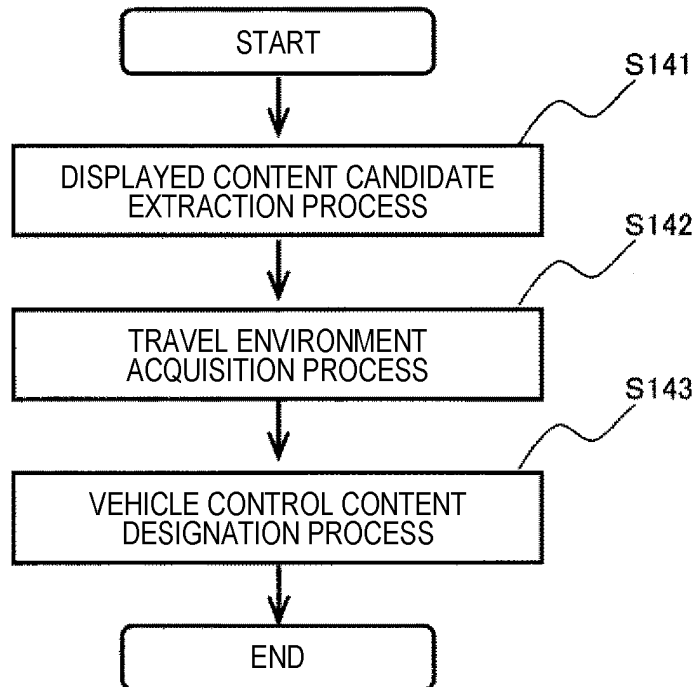 START
S141
DISPLAYED CONTENT CANDIDATE
EXTRACTION PROCESS
S142
TRAVEL ENVIRONMENT
ACQUISITION PROCESS
S143
VEHICLE CONTROL CONTENT
DESIGNATION PROCESS
END